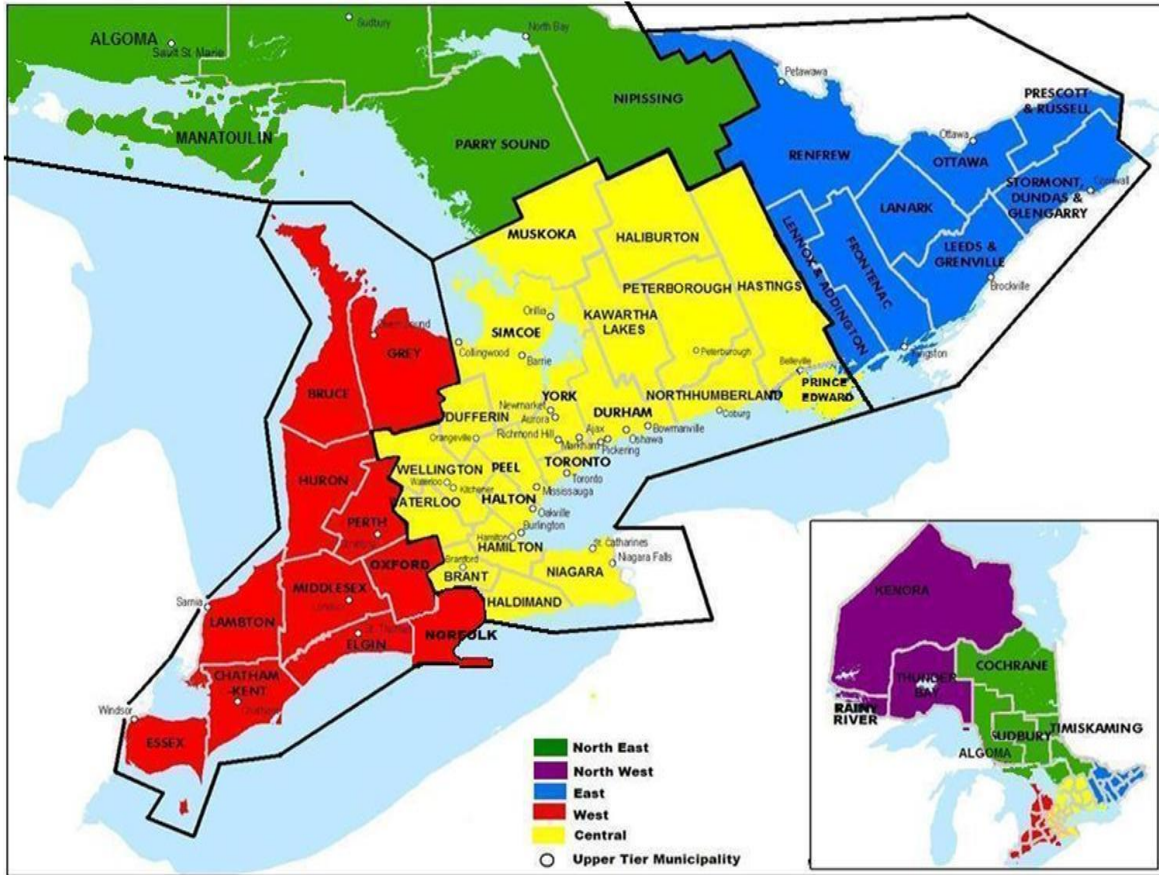 ALGOMA
Sault St. Marie
Sudbury
North Bay
MANATOULIN
PARRY SOUND
NIPISSING
Petawawa
RENFREW
Ottawa
OTTAWA
PRESCOTT
& RUSSELL
STORMONT,
DUNDAS &
GLENGARRY
Cornwall
LANARK
LEEDS &
GRENVILLE
Brockville
LENNOX & ADDINGTON
FRONTENAC
Kingston
MUSKOKA
HALIBURTON
PETERBOROUGH
HASTINGS
KAWARTHA
LAKES
Orillia
SIMCOE
Collingwood
Barrie
Peterborough
Belleville
PRINCE
EDWARD
NORTHHUMBERLAND
Coburg
GREY
BRUCE
DUFFERIN
Orangeville
YORK
Newmarket
Aurora
Richmond Hill
Markham
DURHAM
Ajax
Pickering
Oshawa
Bowmanville
TORONTO
Toronto
WELLINGTON
Waterloo
Kitchener
WATERLOO
PEEL
Mississauga
HALTON
Oakville
Burlington
Hamilton
HAMILTON
St. Catharines
Niagara Falls
NIAGARA
Brantford
BRANT
HALDIMAND
HURON
PERTH
OXFORD
MIDDLESEX
London
Sarnia
LAMBTON
St. Thomas
ELGIN
NORFOLK
CHATHAM
-KENT
Chatham
Windsor
ESSEX
North East
North West
East
West
Central
Upper Tier Municipality
KENORA
THUNDER
BAY
RAINY
RIVER
COCHRANE
SUDBURY
TIMISKAMING
ALGOMA